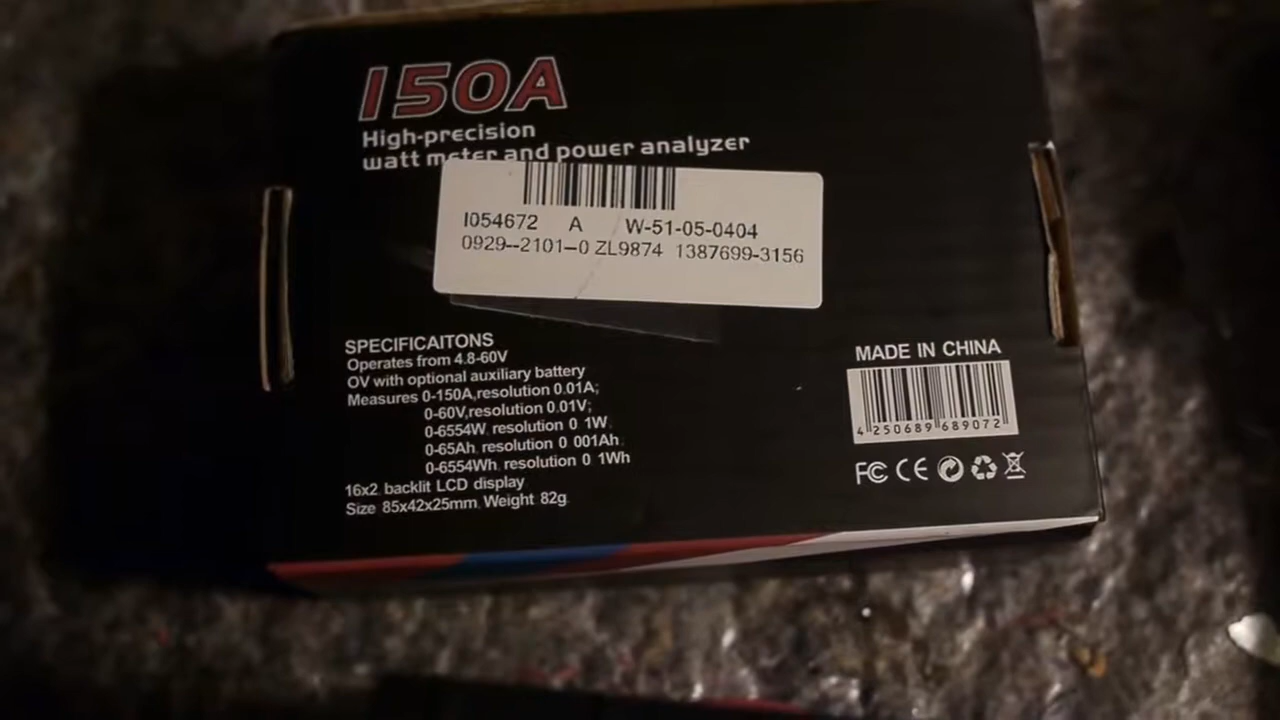 150A
High-precision
watt meter and power analyzer
I054672 A W-51-05-0404
0929--2101--0 ZL9874 1387699-3156
SPECIFICAITONS
Operates from 4.8-60V
OV with optional auxiliary battery
Measures 0-150A,resolution 0.01A;
0-60V,resolution 0.01V;
0-6554W, resolution 0 1W
0-65Ah, resolution 0 001Ah
0-6554Wh, resolution 0 1Wh
16x2, backlit LCD display
Size 85x42x25mm, Weight 82g
MADE IN CHINA
4 250689 689072
FC CE